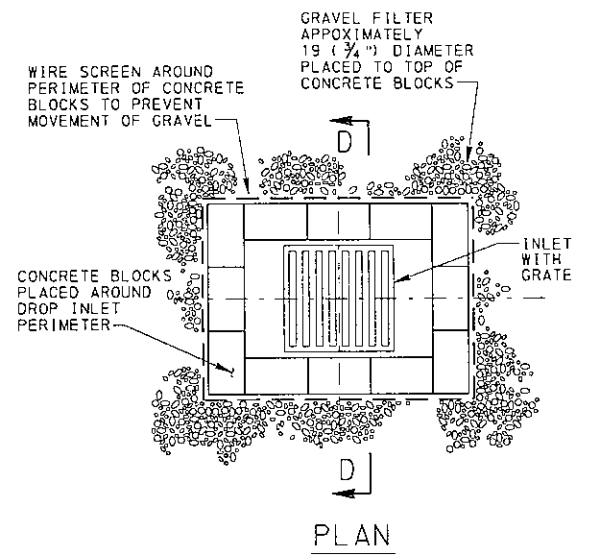 GRAVEL FILTER
APPOXIMATELY
19 (3/4") DIAMETER
PLACED TO TOP OF
CONCRETE BLOCKS
WIRE SCREEN AROUND
PERIMETER OF CONCRETE
BLOCKS TO PREVENT
MOVEMENT OF GRAVEL
D
INLET
WITH
GRATE
CONCRETE BLOCKS
PLACED AROUND
DROP INLET
PERIMETER
D
PLAN